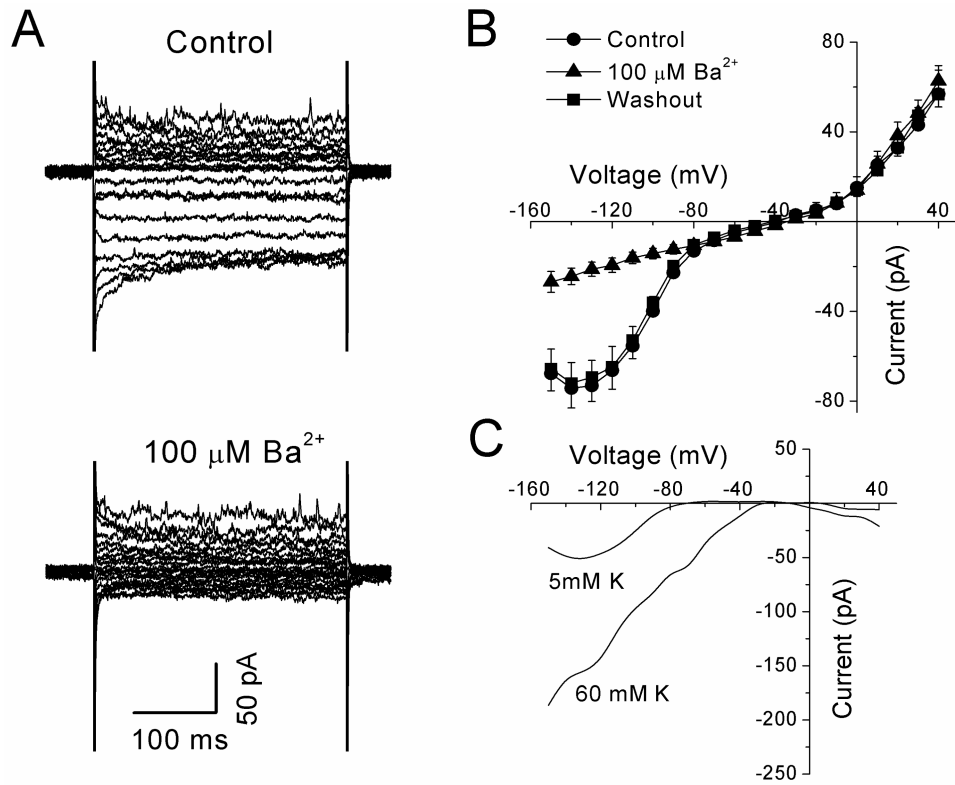 A
Control
100 μM Ba²⁺
50 pA
100 ms
B
Control
100 μM Ba²⁺
Washout
Voltage (mV)
-160 -120 -80 -40 40
80
40
-40
-80
Current (pA)
C
Voltage (mV)
-160 -120 -80 -40 40
50
-50
-100
-150
-200
-250
5mM K
60 mM K
Current (pA)